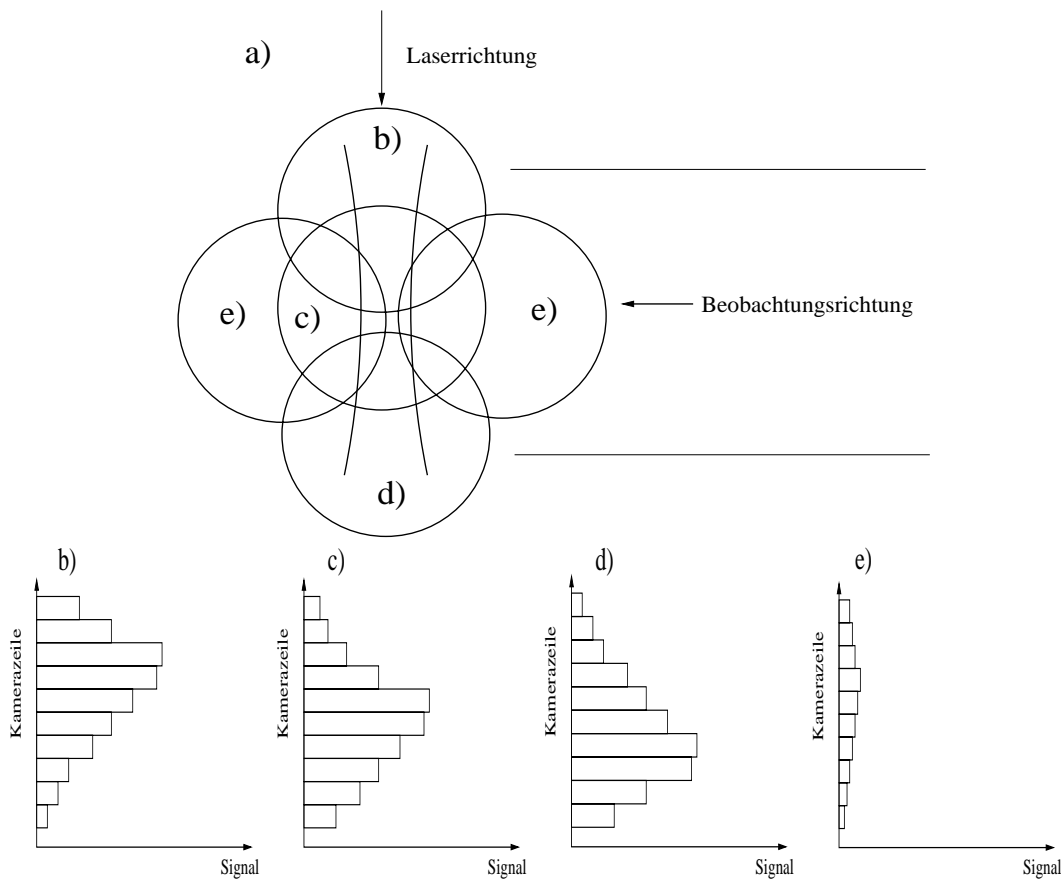 a)
Laserrichtung
b)
e)
c)
e)
Beobachtungsrichtung
d)
b)
c)
d)
e)
Kamerazeile
Kamerazeile
Kamerazeile
Kamerazeile
Signal
Signal
Signal
Signal